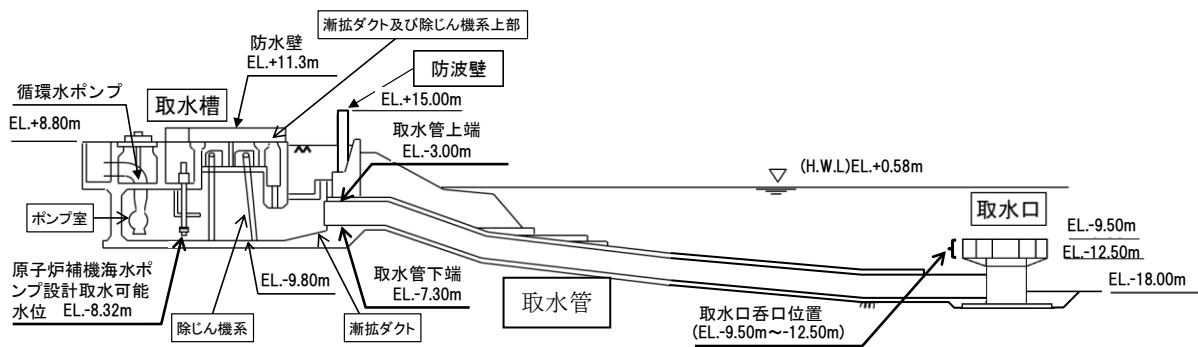 漸拡ダクト及び除じん機系上部
防水壁
EL.+11.3m
防波壁
EL.+15.00m
循環水ポンプ
取水槽
EL.+8.80m
取水管上端
EL.-3.00m
(H.W.L)EL.+0.58m
取水口
ポンプ室
EL.-9.50m
EL.-12.50m
原子炉補機海水ポ
ンプ設計取水可能
水位 EL.-8.32m
EL.-9.80m
取水管下端
EL.-7.30m
EL.-18.00m
除じん機系
漸拡ダクト
取水管
取水口呑口位置
(EL.-9.50m～-12.50m)